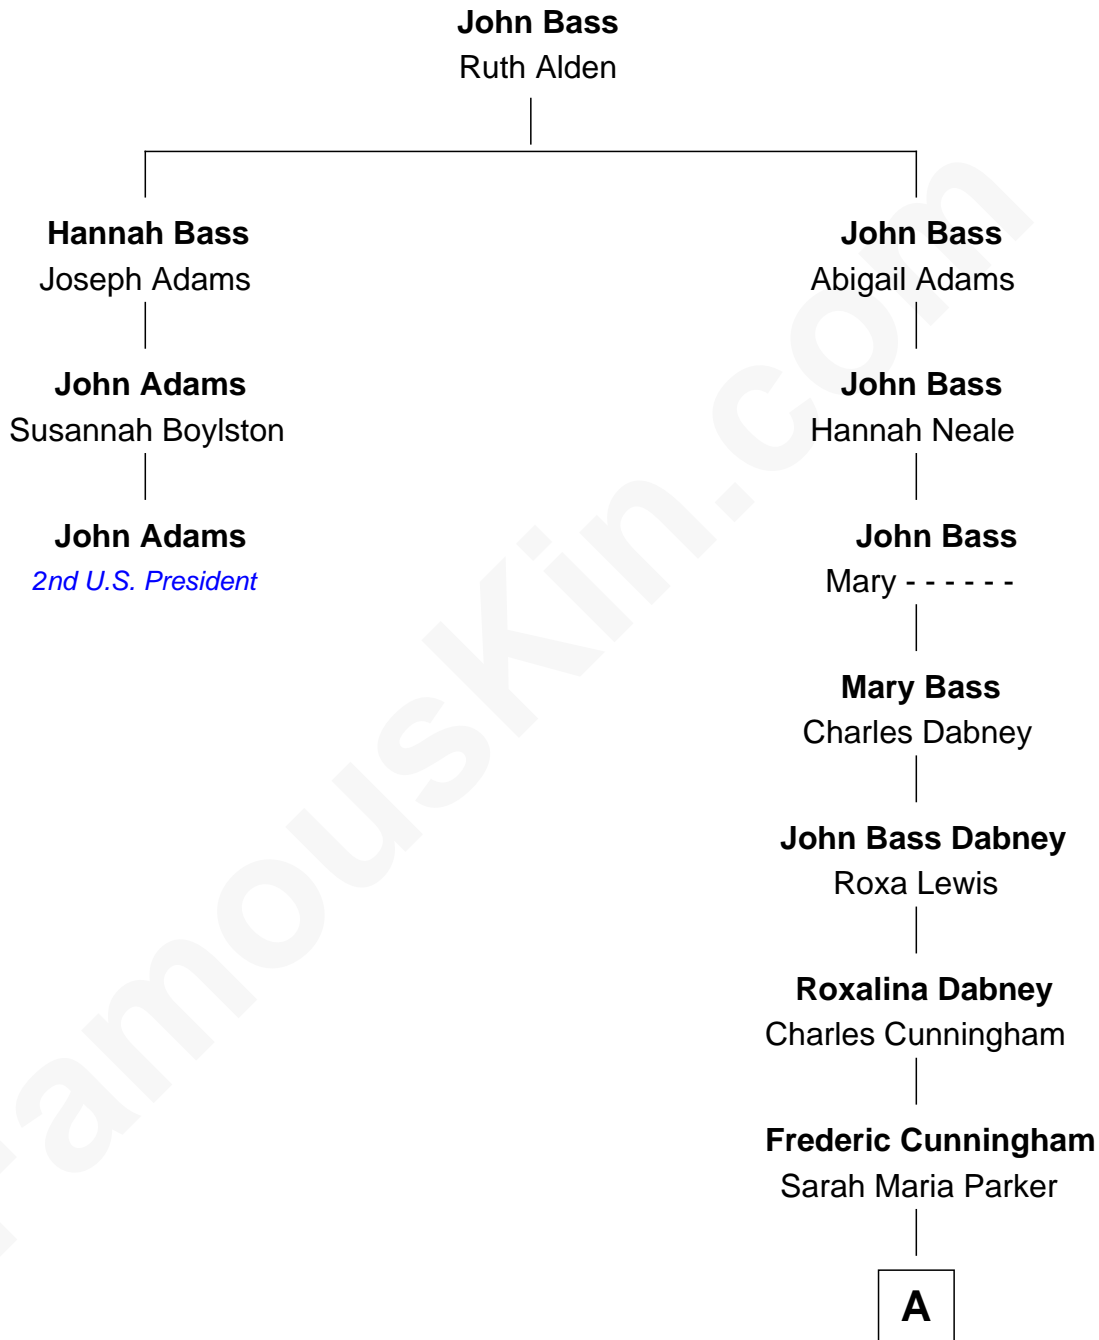 John Bass
Ruth Alden
Hannah Bass
Joseph Adams
John Bass
Abigail Adams
John Adams
Susannah Boylston
John Bass
Hannah Neale
John Adams
2nd U.S. President
John Bass
Mary - - - - - -
Mary Bass
Charles Dabney
John Bass Dabney
Roxa Lewis
Roxalina Dabney
Charles Cunningham
Frederic Cunningham
Sarah Maria Parker
A
FamousKin.com